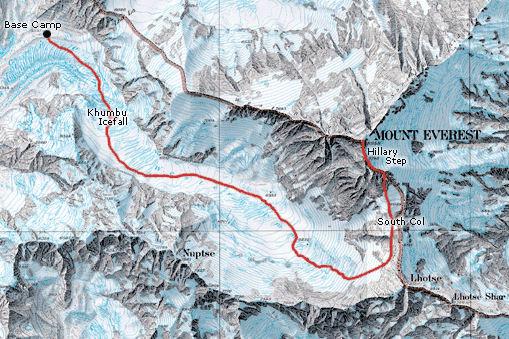 Base Camp
Khumbu
Icefall
MOUNT EVEREST
Hillary
Step
South Col
Nuptse
Lhotse
Lhotse Shar